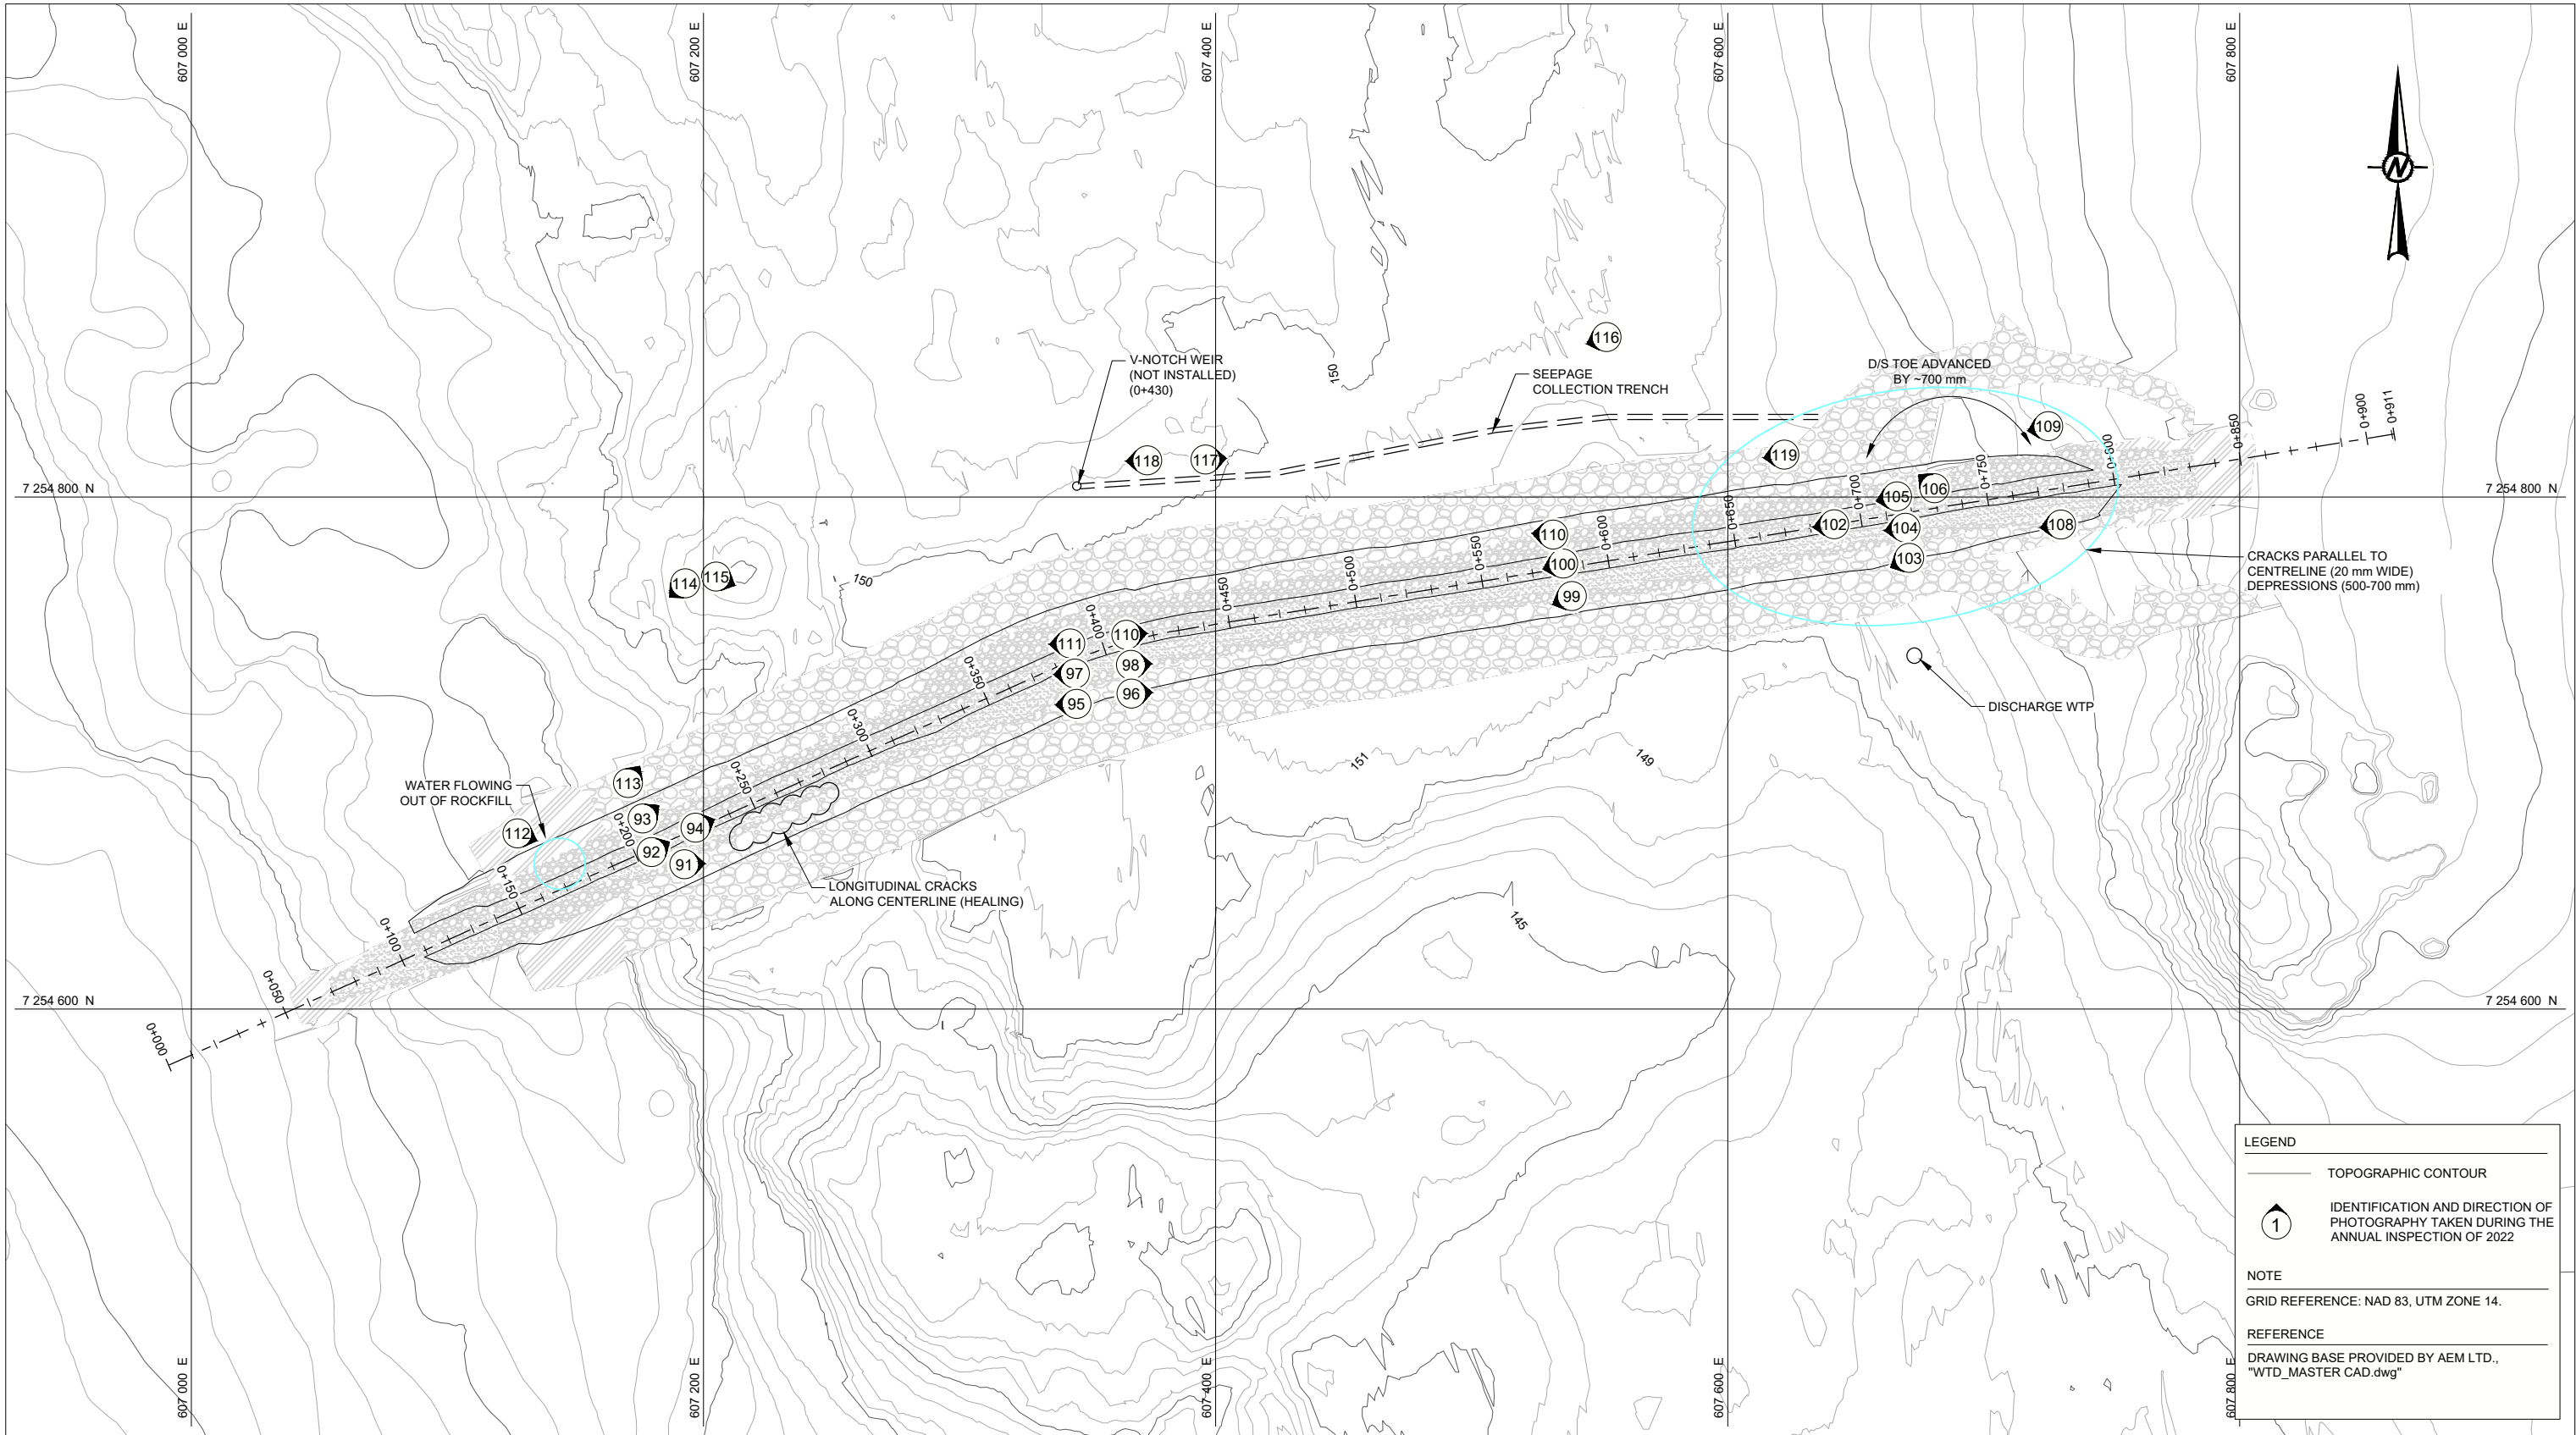 607 000 E
607 200 E
607 400 E
607 600 E
607 800 E
N
V-NOTCH WEIR
(NOT INSTALLED)
(0+430)
SEEPAGE
COLLECTION TRENCH
150
116
D/S TOE ADVANCED
BY ~700 mm
109
119
118
117
7 254 800 N
7 254 800 N
0+911
0+900
0+850
0+800
0+750
0+700
0+650
0+600
0+550
0+500
0+450
0+400
0+350
0+300
0+250
0+200
0+150
0+100
0+050
0+000
106
105
104
102
108
103
110
100
99
CRACKS PARALLEL TO
CENTRELINE (20 mm WIDE)
DEPRESSIONS (500-700 mm)
114
115
150
111
110
97
98
95
96
DISCHARGE WTP
151
149
145
WATER FLOWING
OUT OF ROCKFILL
113
112
93
94
92
91
LONGITUDINAL CRACKS
ALONG CENTERLINE (HEALING)
7 254 600 N
7 254 600 N
607 000 E
607 200 E
607 400 E
607 600 E
607 800 E
LEGEND
TOPOGRAPHIC CONTOUR
1
IDENTIFICATION AND DIRECTION OF
PHOTOGRAPHY TAKEN DURING THE
ANNUAL INSPECTION OF 2022
NOTE
GRID REFERENCE: NAD 83, UTM ZONE 14.
REFERENCE
DRAWING BASE PROVIDED BY AEM LTD.,
"WTD_MASTER CAD.dwg"